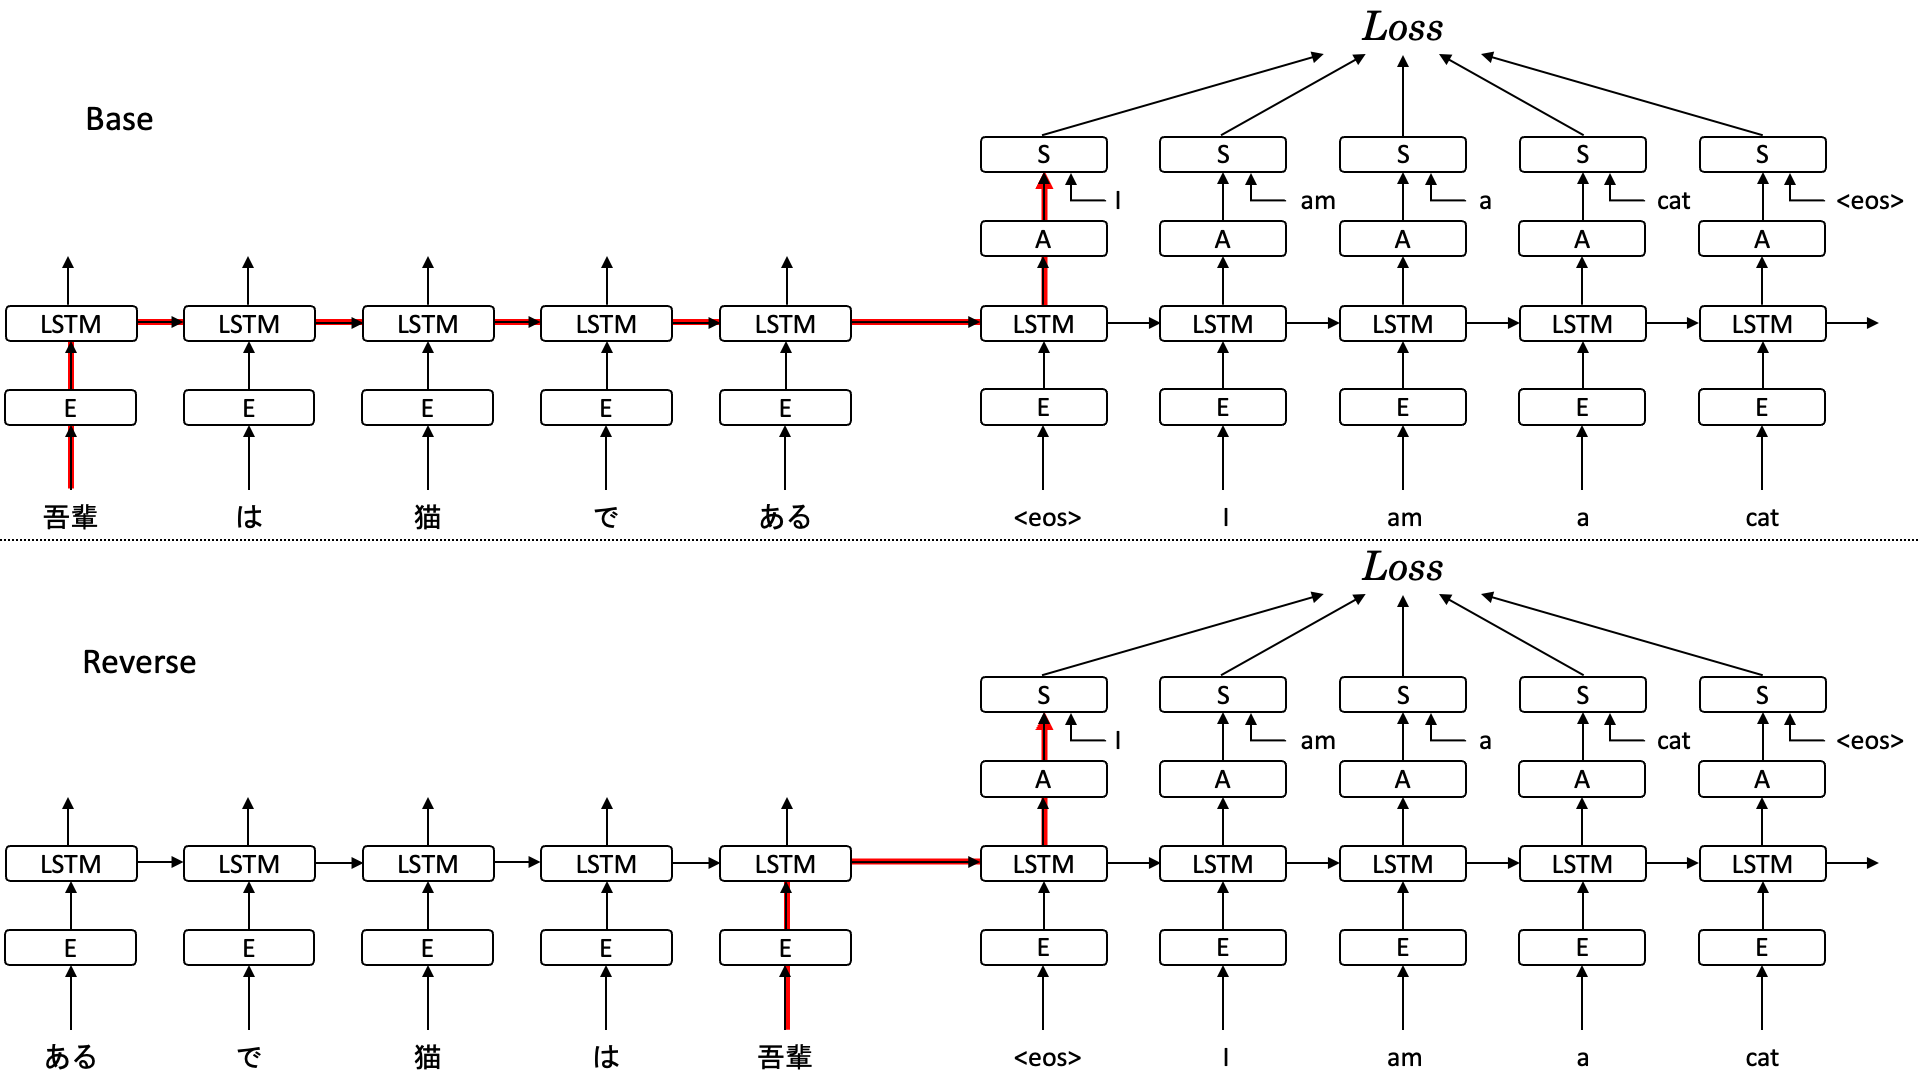 Loss
Base
S S S S S
I am a cat <eos>
A A A A A
LSTM LSTM LSTM LSTM LSTM LSTM LSTM LSTM LSTM LSTM
E E E E E E E E E E
吾輩 は 猫 で ある <eos> I am a cat
Loss
Reverse
S S S S S
I am a cat <eos>
A A A A A
LSTM LSTM LSTM LSTM LSTM LSTM LSTM LSTM LSTM LSTM
E E E E E E E E E E
ある で 猫 は 吾輩 <eos> I am a cat